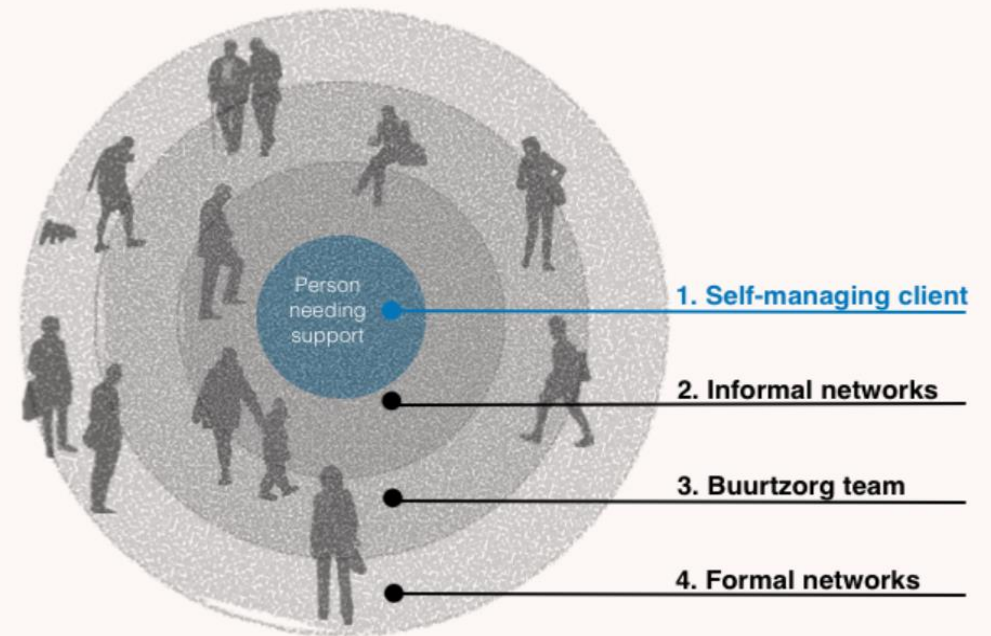 Person
needing
support
1. Self-managing client
2. Informal networks
3. Buurtzorg team
4. Formal networks